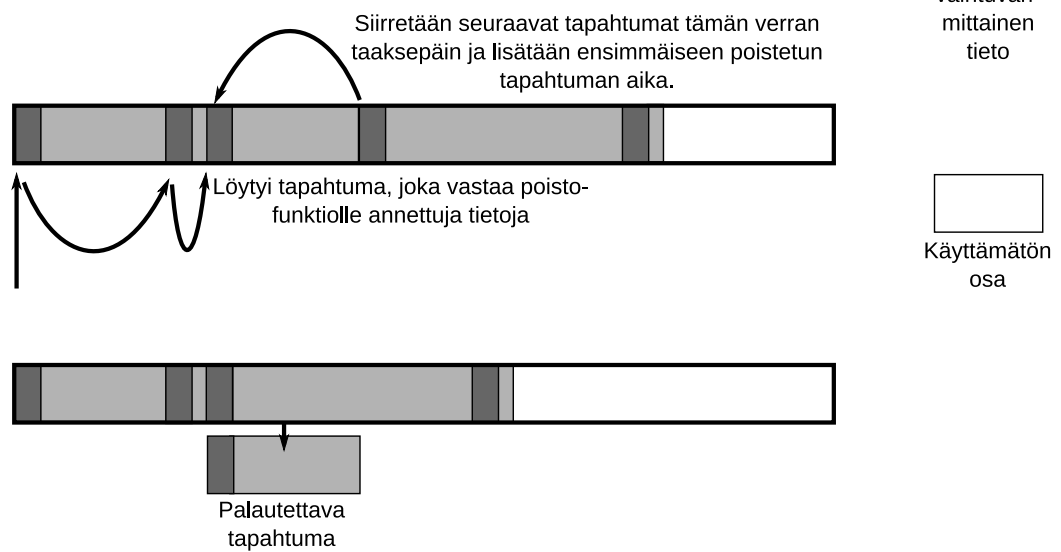 Siirretään seuraavat tapahtumat tämän verran
taaksepäin ja lisätään ensimmäiseen poistetun
tapahtuman aika.
Löytyi tapahtuma, joka vastaa poisto-
funktiolle annettuja tietoja
Palautettava
tapahtuma
mittainen
tieto
Käyttämätön
osa